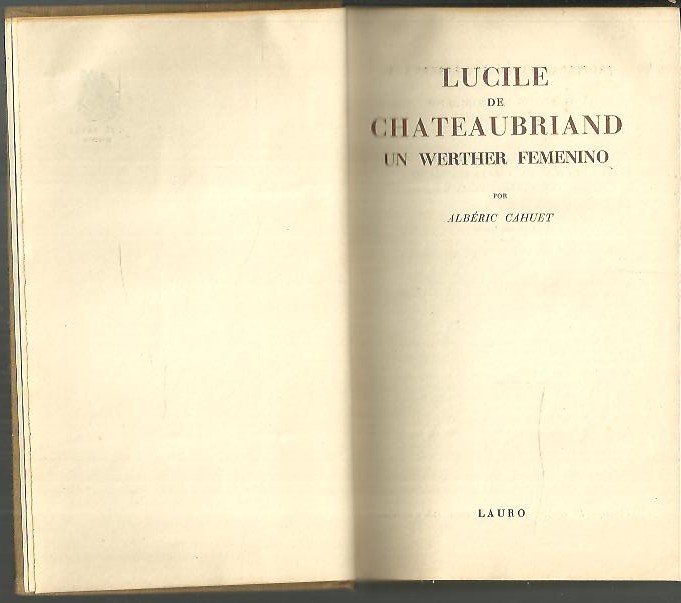 LUCILE
DE
CHATEAUBRIAND
UN WERTHER FEMENINO
POR
ALBÉRIC CAHUET
LAURO